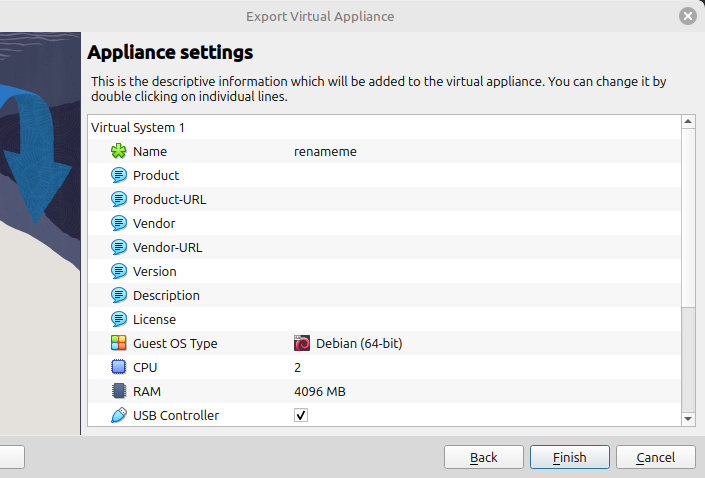 Export Virtual Appliance
Appliance settings
This is the descriptive information which will be added to the virtual appliance. You can change it by
double clicking on individual lines.
Virtual System 1
Name renameme
Product
Product-URL
Vendor
Vendor-URL
Version
Description
License
Guest OS Type Debian (64-bit)
CPU 2
RAM 4096 MB
USB Controller
Back Finish Cancel